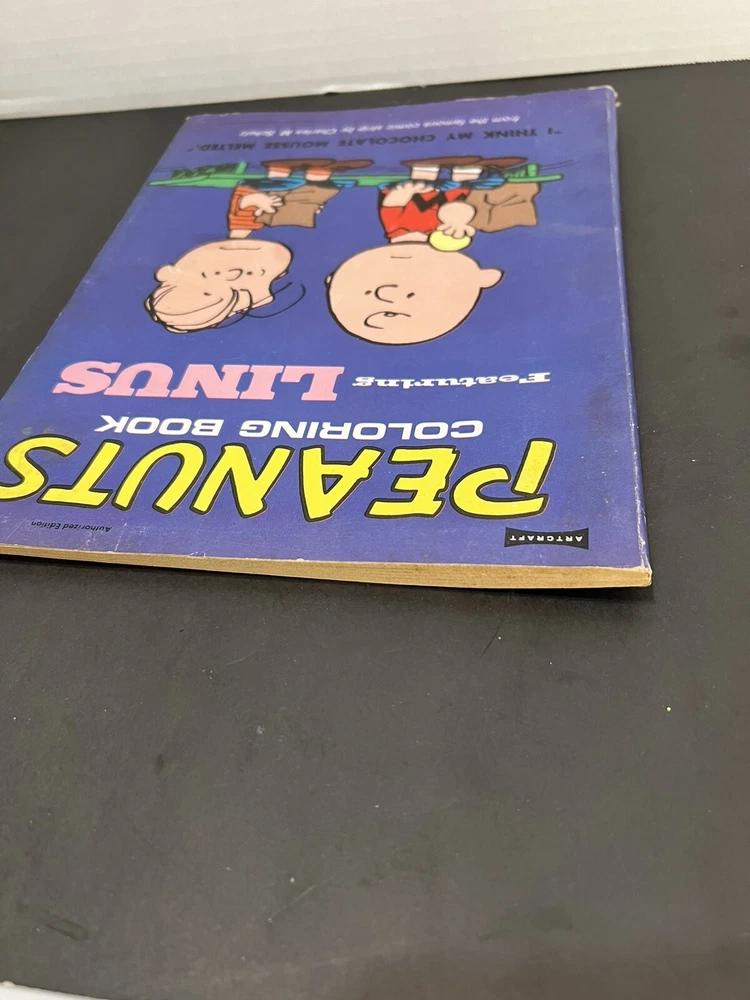 ARTCRAFT
Authorized Edition
PEANUTS
COLORING BOOK
Featuring LINUS
"I THINK MY CHOCOLATE MOUSSE MELTED."
from the famous comic strip by Charles M. Schulz